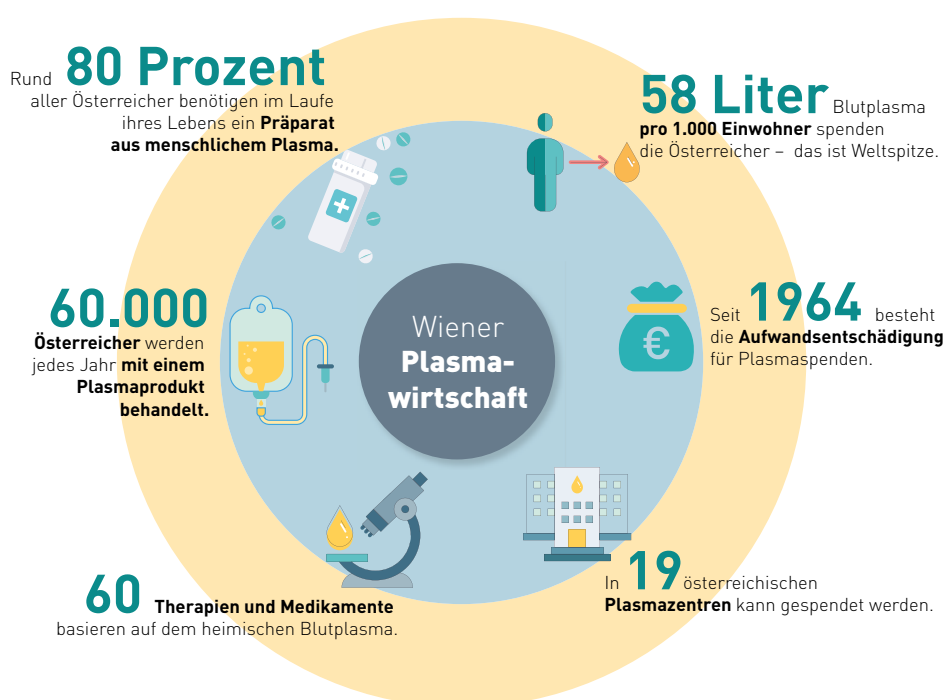 Rund 80 Prozent
aller Österreicher benötigen im Laufe
ihres Lebens ein Präparat
aus menschlichem Plasma.
58 Liter Blutplasma
pro 1.000 Einwohner spenden
die Österreicher – das ist Weltspitze.
60.000
Österreicher werden
jedes Jahr mit einem
Plasmaprodukt
behandelt.
Wiener
Plasma-
wirtschaft
Seit 1964 besteht
die Aufwandsentschädigung
für Plasmaspenden.
€
60 Therapien und Medikamente
basieren auf dem heimischen Blutplasma.
In 19 österreichischen
Plasmazentren kann gespendet werden.